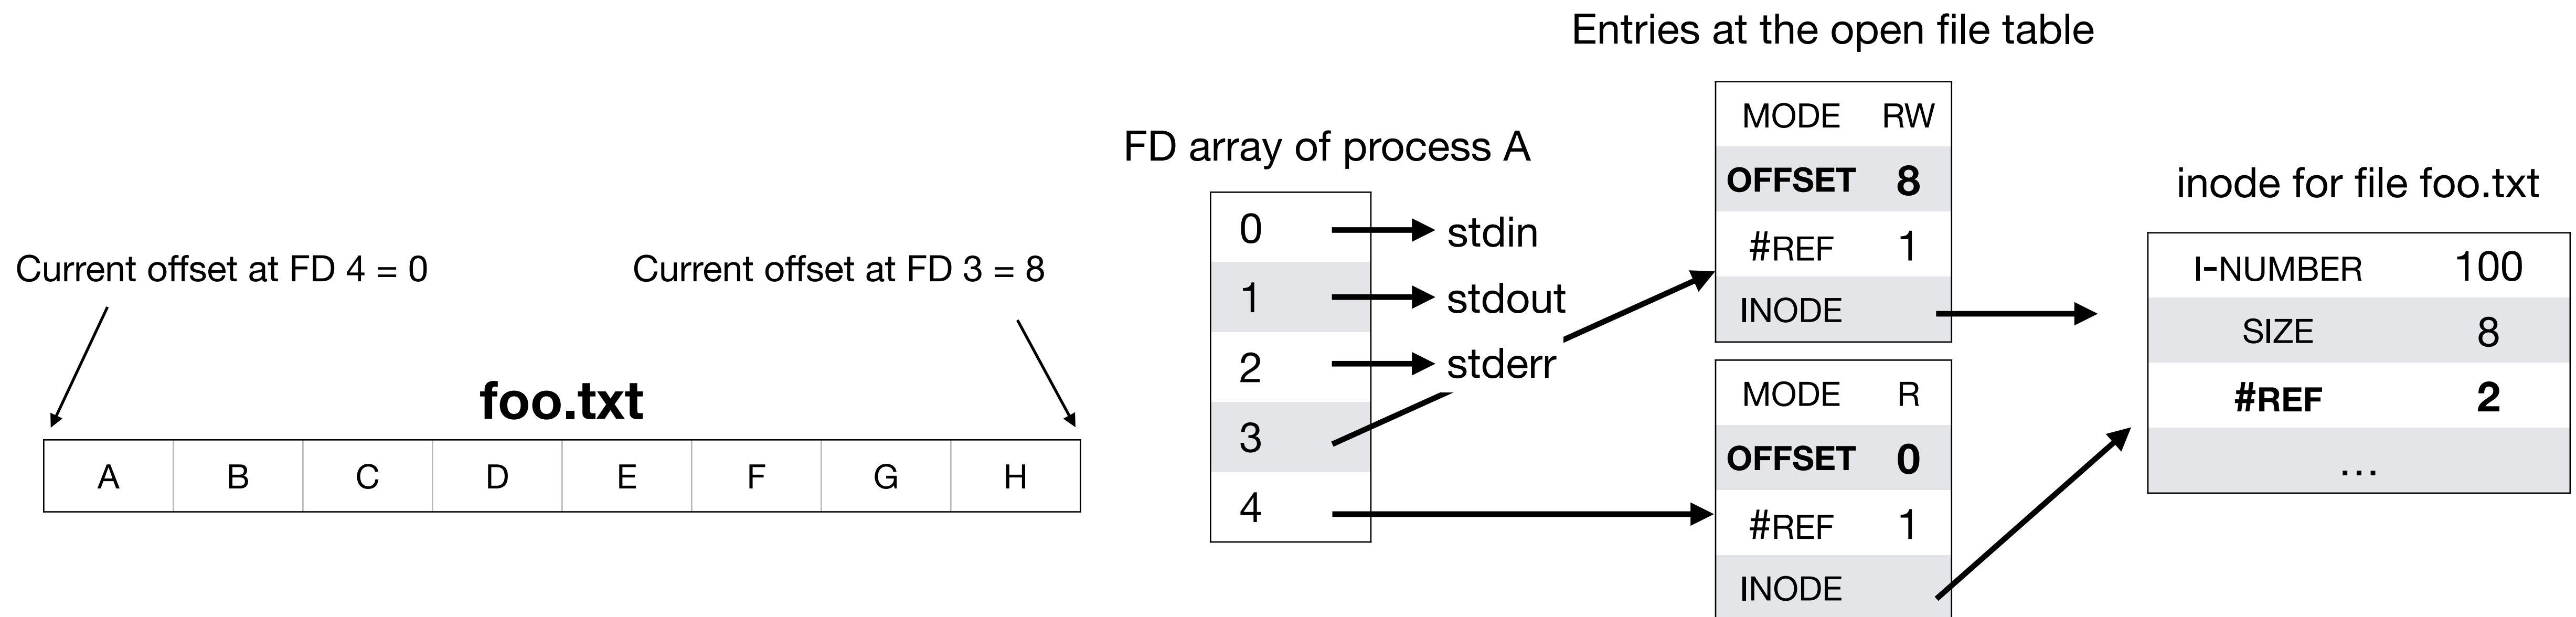 Entries at the open file table
FD array of process A
inode for file foo.txt
Current offset at FD 4 = 0
Current offset at FD 3 = 8
foo.txt
A B C D E F G H
0 stdin
1 stdout
2 stderr
3
4
MODE RW
OFFSET 8
#REF 1
INODE
MODE R
OFFSET 0
#REF 1
INODE
I-NUMBER 100
SIZE 8
#REF 2
...